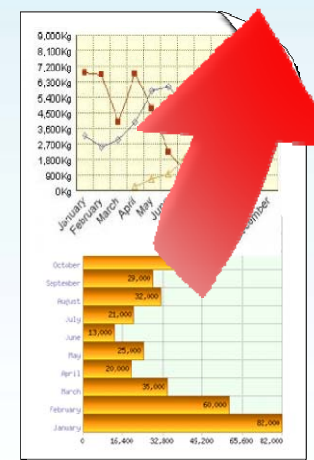 9,000Kg
8,100Kg
7,200Kg
6,300Kg
5,400Kg
4,500Kg
3,600Kg
2,700Kg
1,800Kg
900Kg
0Kg
January
February
March
April
May
October
September 29,000
August 32,000
July 21,000
June 13,000
May 25,000
April 20,000
March 35,000
February 60,000
January 82,000
0 16,400 32,800 49,200 65,600 82,000